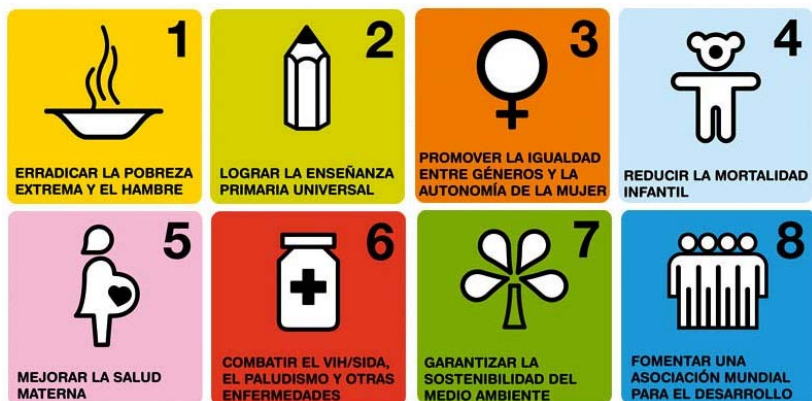 1
ERRADICAR LA POBREZA
EXTREMA Y EL HAMBRE
2
LOGRAR LA ENSEÑANZA
PRIMARIA UNIVERSAL
3
PROMOVER LA IGUALDAD
ENTRE GÉNEROS Y LA
AUTONOMÍA DE LA MUJER
4
REDUCIR LA MORTALIDAD
INFANTIL
5
MEJORAR LA SALUD
MATERNA
6
COMBATIR EL VIH/SIDA,
EL PALUDISMO Y OTRAS
ENFERMEDADES
7
GARANTIZAR LA
SOSTENIBILIDAD DEL
MEDIO AMBIENTE
8
FOMENTAR UNA
ASOCIACIÓN MUNDIAL
PARA EL DESARROLLO